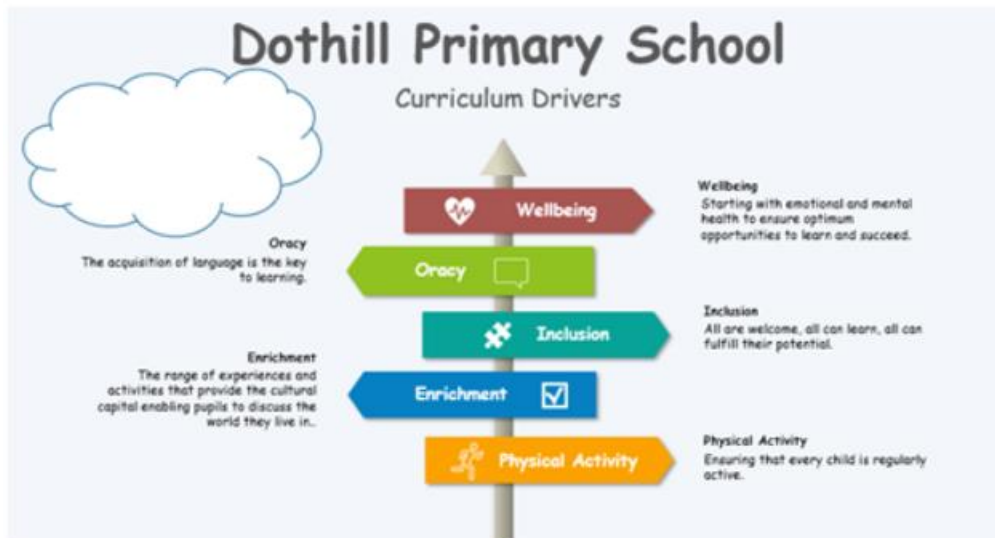 Dothill Primary School
Curriculum Drivers
Wellbeing
Wellbeing
Starting with emotional and mental
health to ensure optimum
opportunities to learn and succeed.
Oracy
The acquisition of language is the key
to learning.
Oracy
Inclusion
Inclusion
All are welcome, all can learn, all can
fulfill their potential.
Enrichment
The range of experiences and
activities that provide the cultural
capital enabling pupils to discuss the
world they live in..
Enrichment
Physical Activity
Physical Activity
Ensuring that every child is regularly
active.